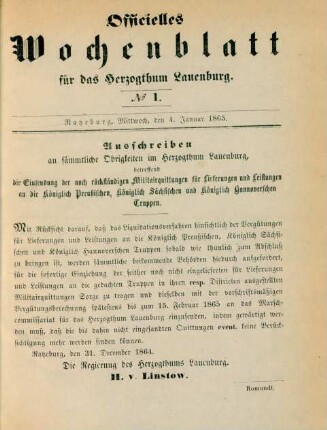 Officielles
Wochenblatt
für das Herzogthum Lauenburg.
№ 1.
Ratzeburg, Mittwoch, den 4. Januar 1865.
Ausschreiben
an sämmtliche Obrigkeiten im Herzogthum Lauenburg,
betreffend
die Einsendung der noch rückständigen Militairquittungen für Lieferungen und Leistungen
an die Königlich Preußischen, Königlich Sächsischen und Königlich Hannoverschen
Truppen.
Mit Rücksicht darauf, daß das Liquidationsverfahren hinsichtlich der Vergütungen
für Lieferungen und Leistungen an die Königlich Preußischen, Königlich Sächsi-
schen und Königlich Hannoverschen Truppen sobald wie thunlich zum Abschluß
zu bringen ist, werden sämmtliche beikommende Behörden hiedurch aufgefordert,
für die sofortige Einziehung der seither noch nicht eingelieferten für Lieferungen
und Leistungen an die gedachten Truppen in ihren resp. Districten ausgestellten
Militairquittungen Sorge zu tragen und dieselben mit der vorschriftsmäßigen
Vergütungsberechnung spätestens bis zum 15. Februar 1865 an das Marsch-
commissariat für das Herzogthum Lauenburg einzusenden, indem gewärtigt wer-
den muß, daß die bis dahin nicht eingesandten Quittungen event. keine Berück-
sichtigung mehr werden finden können.
Ratzeburg, den 31. December 1864.
Die Regierung des Herzogthums Lauenburg.
H. v. Linstow.
Romundt.